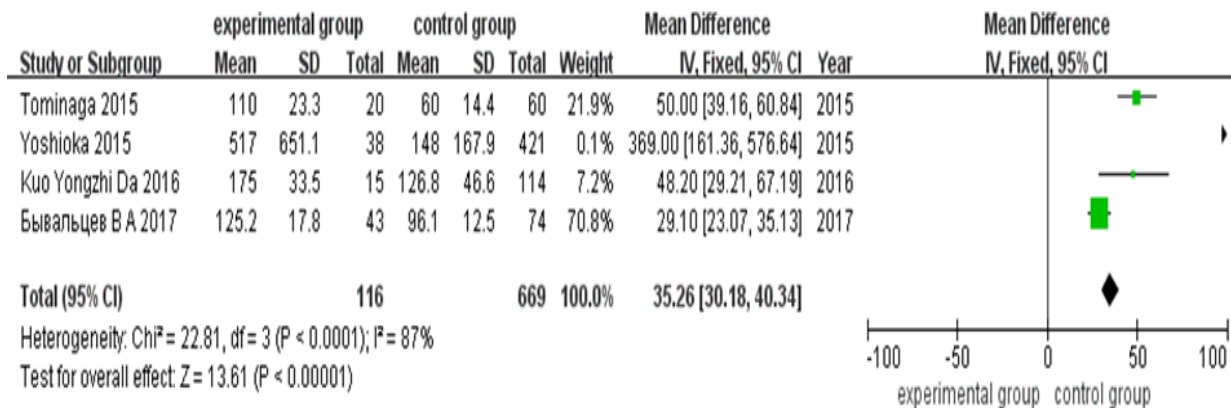 experimental group control group Mean Difference Mean Difference
Study or Subgroup Mean SD Total Mean SD Total Weight IV, Fixed, 95% CI Year IV, Fixed, 95% CI
Tominaga 2015 110 23.3 20 60 14.4 60 21.9% 50.00 [39.16, 60.84] 2015
Yoshioka 2015 517 651.1 38 148 167.9 421 0.1% 369.00 [161.36, 576.64] 2015
Kuo Yongzhi Da 2016 175 33.5 15 126.8 46.6 114 7.2% 48.20 [29.21, 67.19] 2016
Бывальцев В А 2017 125.2 17.8 43 96.1 12.5 74 70.8% 29.10 [23.07, 35.13] 2017
Total (95% CI) 116 669 100.0% 35.26 [30.18, 40.34]
Heterogeneity: Chi² = 22.81, df = 3 (P < 0.0001); I² = 87%
Test for overall effect: Z = 13.61 (P < 0.00001)
-100 -50 0 50 100
experimental group control group